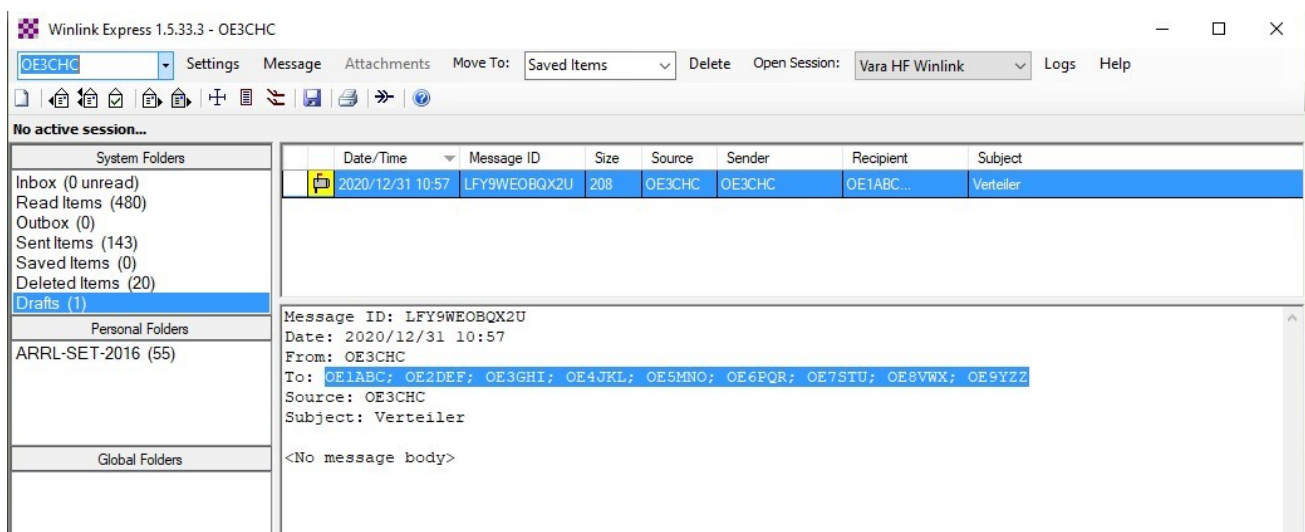 Winlink Express 1.5.33.3 - OE3CHC
OE3CHC Settings Message Attachments Move To: Saved Items Delete Open Session: Vara HF Winlink Logs Help
No active session...
System Folders
Inbox (0 unread)
Read Items (480)
Outbox (0)
Sent Items (143)
Saved Items (0)
Deleted Items (20)
Drafts (1)
Personal Folders
ARRL-SET-2016 (55)
Global Folders
Date/Time Message ID Size Source Sender Recipient Subject
2020/12/31 10:57 LFY9WEOBQX2U 208 OE3CHC OE3CHC OE1ABC... Verteiler
Message ID: LFY9WEOBQX2U
Date: 2020/12/31 10:57
From: OE3CHC
To: OE1ABC; OE2DEF; OE3GHI; OE4JKL; OE5MNO; OE6PQR; OE7STU; OE8VWX; OE9YZZ
Source: OE3CHC
Subject: Verteiler
<No message body>